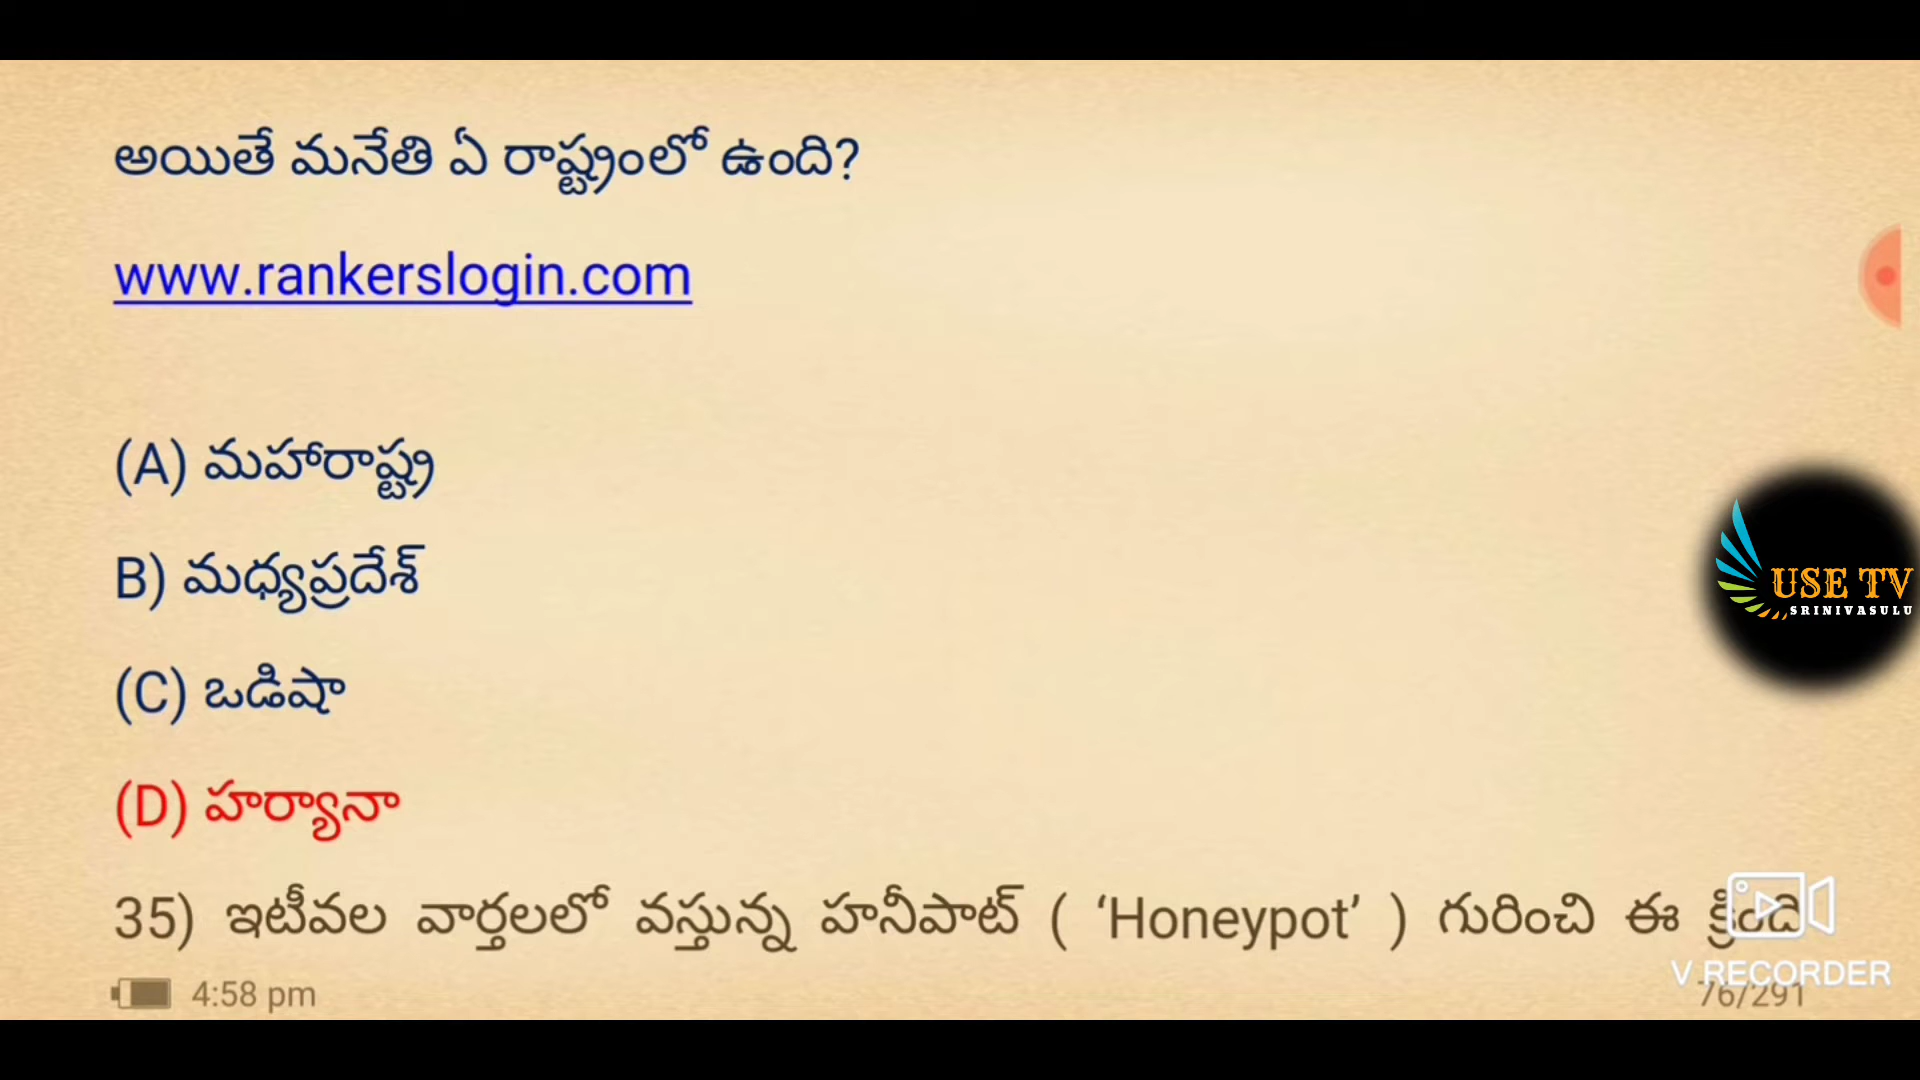 అయితే మనేతి ఏ రాష్ట్రంలో ఉంది?
www.rankerslogin.com
(A) మహారాష్ట్ర
B) మధ్యప్రదేశ్
(C) ఒడిషా
(D) హర్యానా
35) ఇటీవల వార్తలలో వస్తున్న హనీపాట్ ( ‘Honeypot’ ) గురించి ఈ క్రింది
4:58 pm
76/291
USE TV
SRINIVASULU
V RECORDER